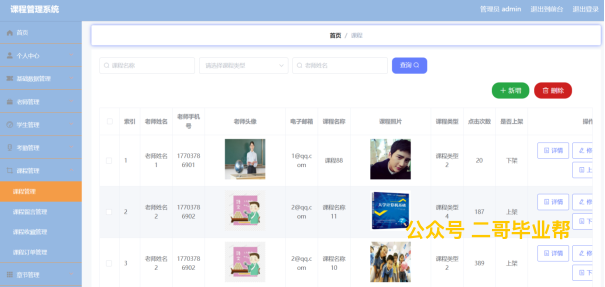 课程管理系统
管理员 admin 退出到前台 退出登录
首页
个人中心
基础数据管理
老师管理
学生管理
考勤管理
课程管理
课程管理
课程留言管理
课程收藏管理
课程订单管理
章节管理
首页 / 课程
课程名称 请选择课程类型 老师姓名 查询
+ 新增 删除
索引 老师姓名 老师手机号 老师头像 电子邮箱 课程名称 课程照片 课程类型 点击次数 是否上架 操作
1 老师姓名1 17703786901 1@qq.com 课程88 课程类型2 20 下架 详情 修 上
2 老师姓名2 17703786902 2@qq.com 课程名称11 课程类型4 187 上架 详情 修 下
3 老师姓名2 17703786902 2@qq.com 课程名称10 课程类型2 389 上架 详情 修 下
公众号 二哥毕业帮